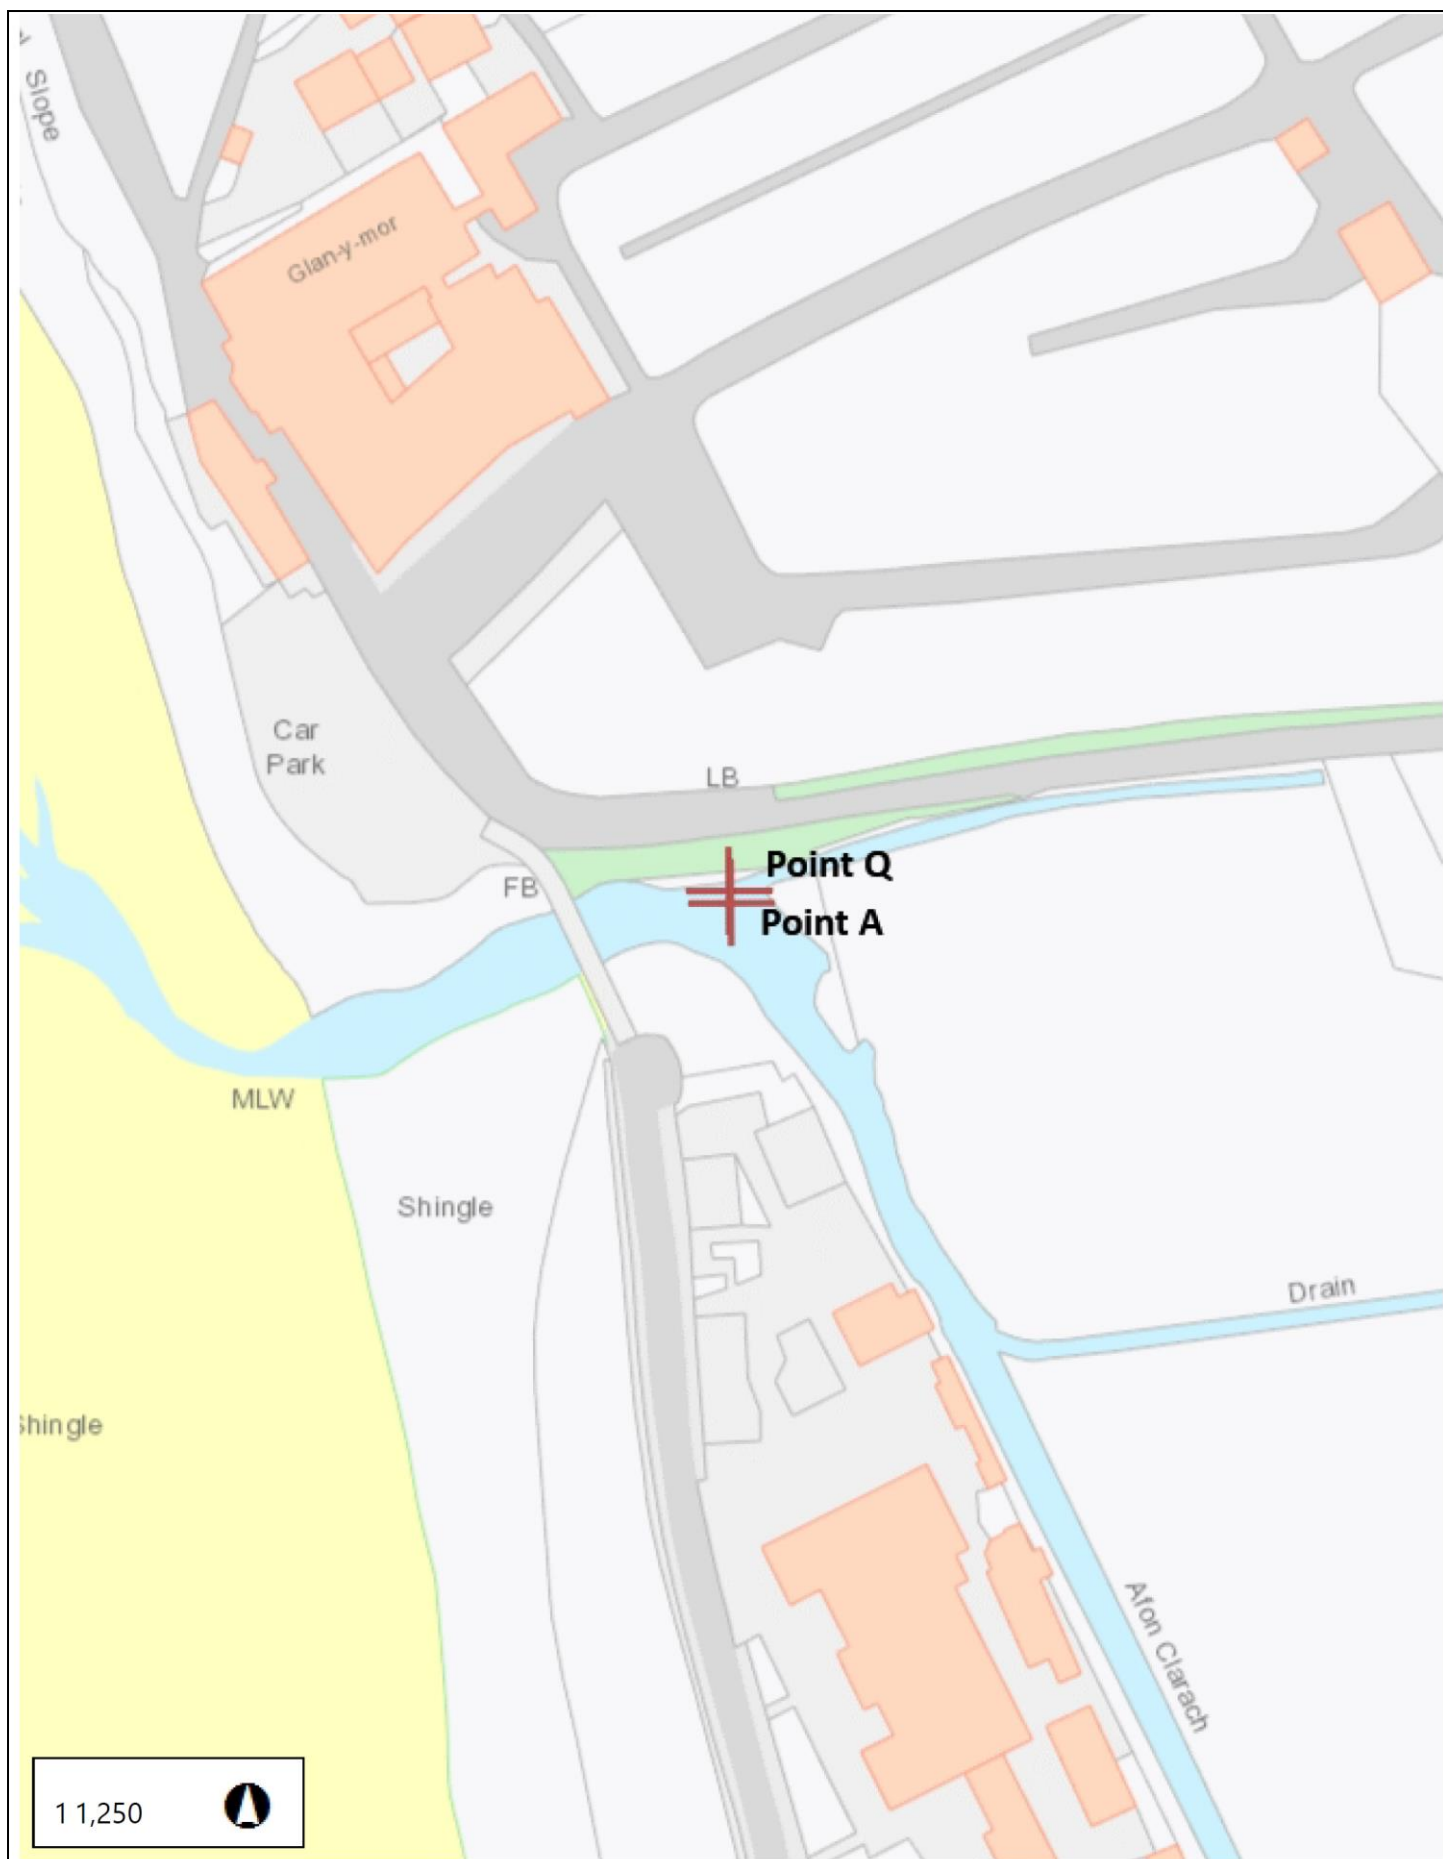 Slope
Glan-y-mor
Car
Park
LB
FB
Point Q
Point A
MLW
Shingle
Drain
Shingle
Afon Clarach
1 1,250